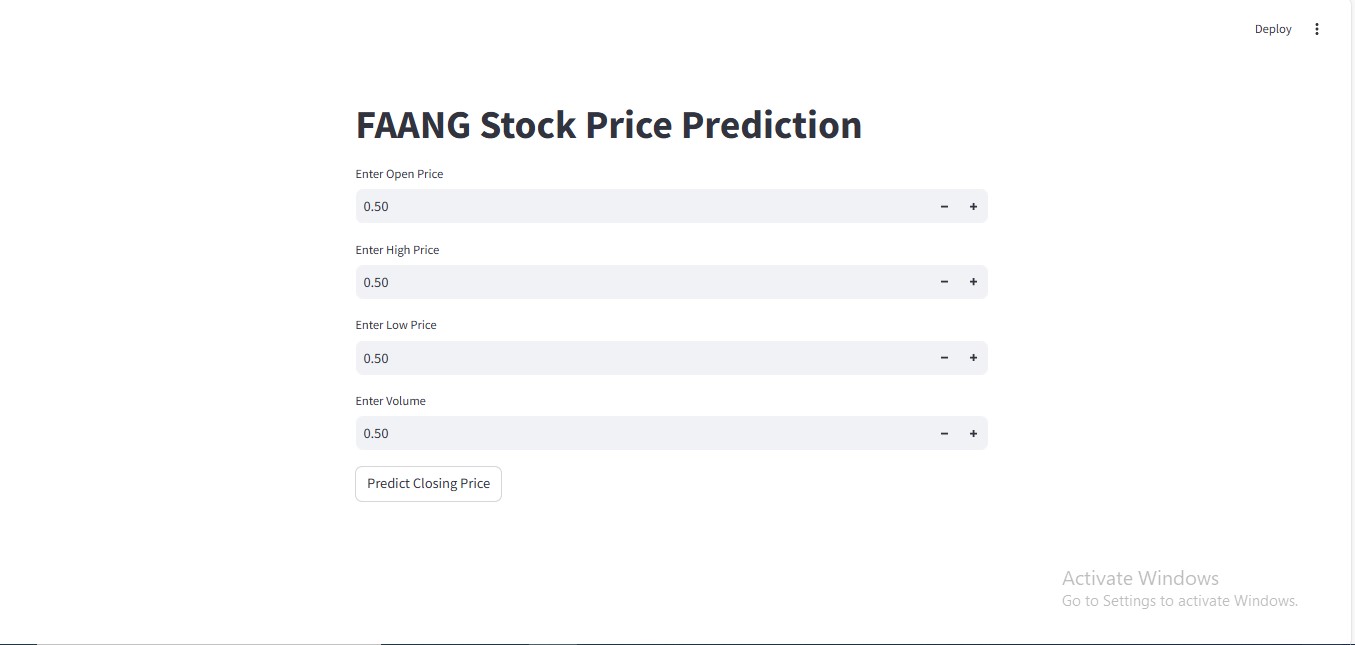 Deploy
FAANG Stock Price Prediction
Enter Open Price
0.50
Enter High Price
0.50
Enter Low Price
0.50
Enter Volume
0.50
Predict Closing Price
Activate Windows
Go to Settings to activate Windows.